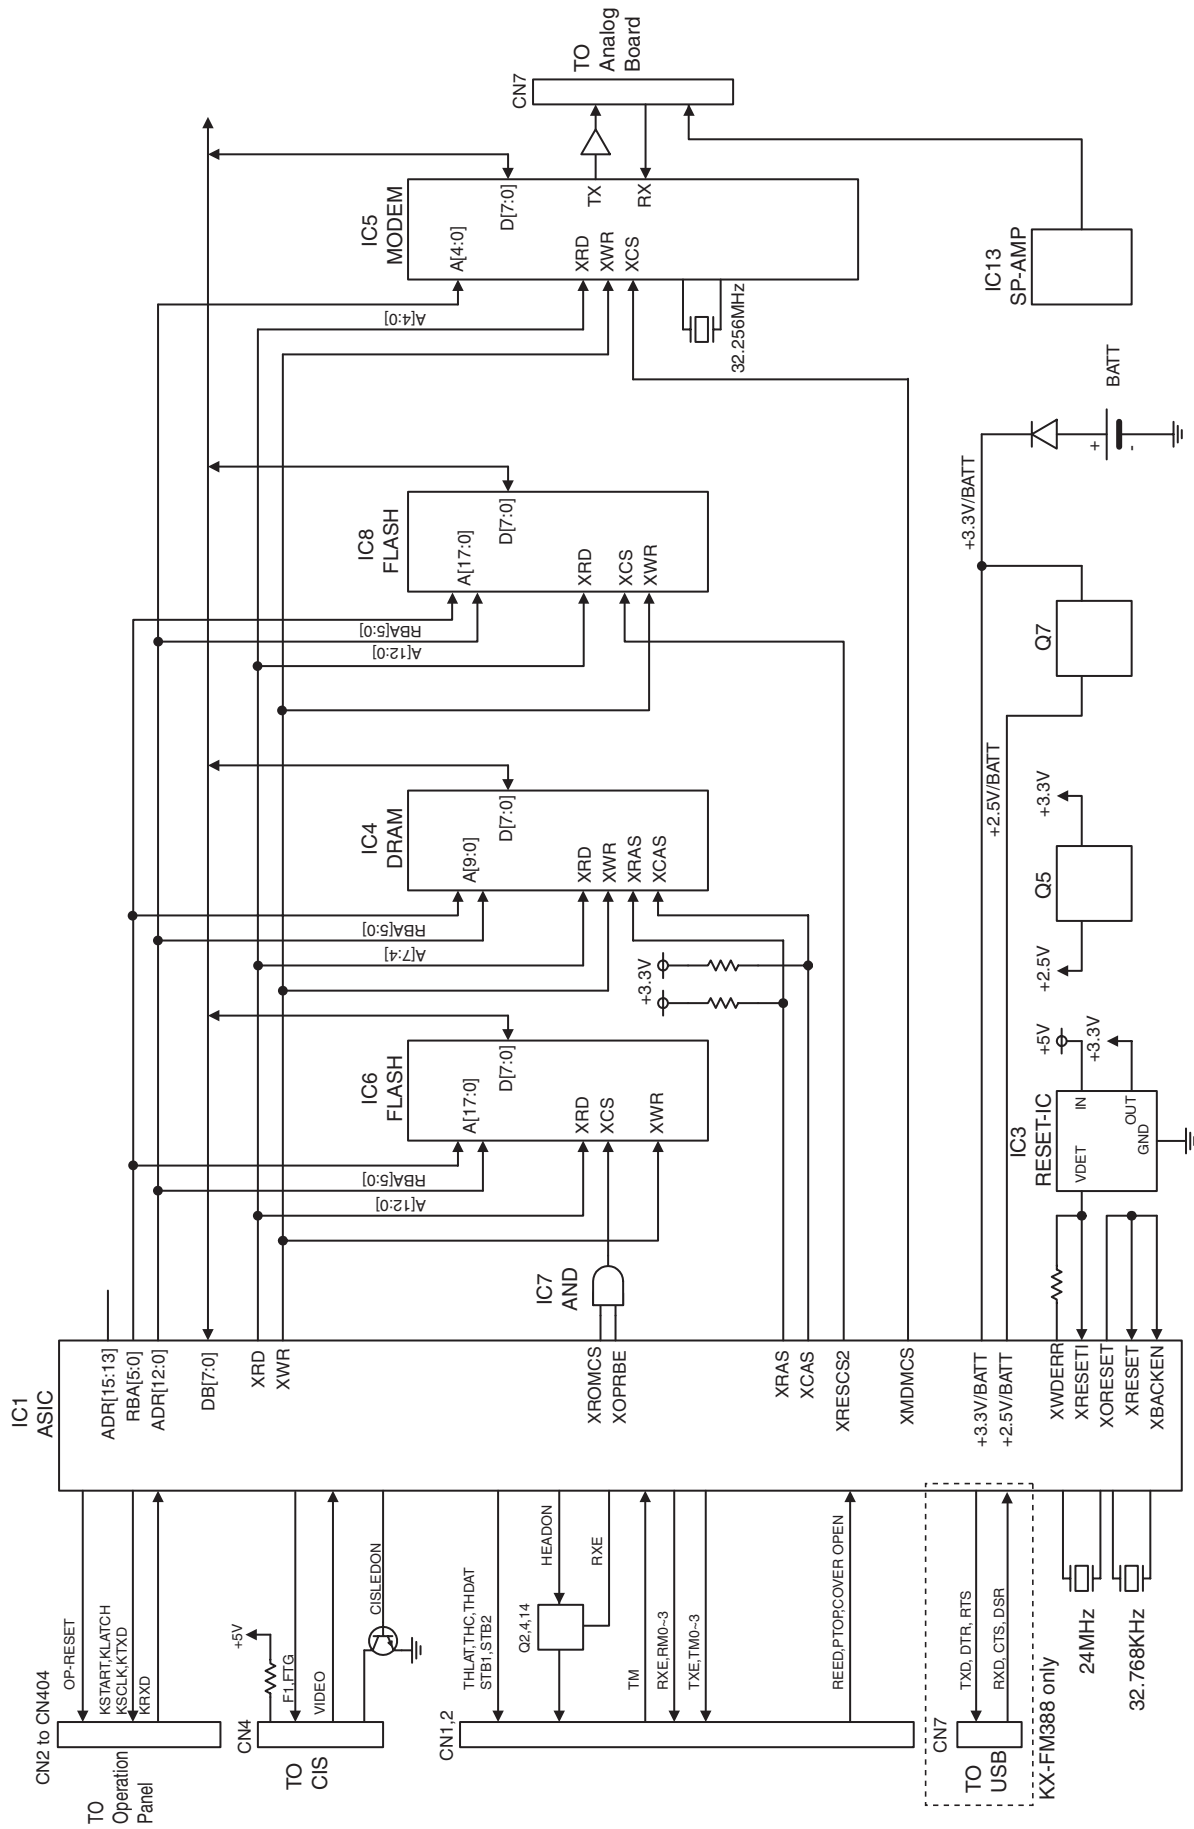 CN2 to CN404
TO
Operation
Panel
OP-RESET
KSTART,KLATCH
KSCLK,KTXD
KRXD
CN4
TO
CIS
+5V
F1,FTG
VIDEO
CISLEDON
CN1,2
THLAT,THC,THDAT
STB1,STB2
Q2,4,14
HEADON
RXE
TM
RXE,RM0~3
TXE,TM0~3
REED,PTOP,COVER OPEN
CN7
TO
USB
TXD, DTR, RTS
RXD, CTS, DSR
KX-FM388 only
24MHz
32.768KHz
IC1
ASIC
ADR[15:13]
RBA[5:0]
ADR[12:0]
DB[7:0]
XRD
XWR
XROMCS
XOPRBE
XRAS
XCAS
XRESCS2
XMDMCS
+3.3V/BATT
+2.5V/BATT
XWDERR
XRESETI
XORESET
XRESET
XBACKEN
IC7
AND
IC6
FLASH
RBA[5:0]
A[12:0]
A[17:0]
D[7:0]
XRD
XCS
XWR
+3.3V
IC4
DRAM
RBA[5:0]
A[7:4]
A[9:0]
D[7:0]
XRD
XWR
XRAS
XCAS
IC8
FLASH
RBA[5:0]
A[12:0]
A[17:0]
D[7:0]
XRD
XCS
XWR
IC5
MODEM
A[4:0]
A[4:0]
D[7:0]
XRD
XWR
XCS
TX
RX
32.256MHz
CN7
TO
Analog
Board
IC3
RESET-IC
VDET
IN
OUT
GND
+5V
+3.3V
+2.5V
Q5
+3.3V
+2.5V/BATT
Q7
+3.3V/BATT
+
-
BATT
IC13
SP-AMP